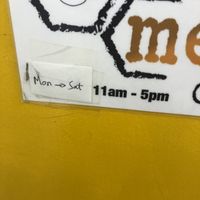 me
Mon → Sat
11am - 5pm